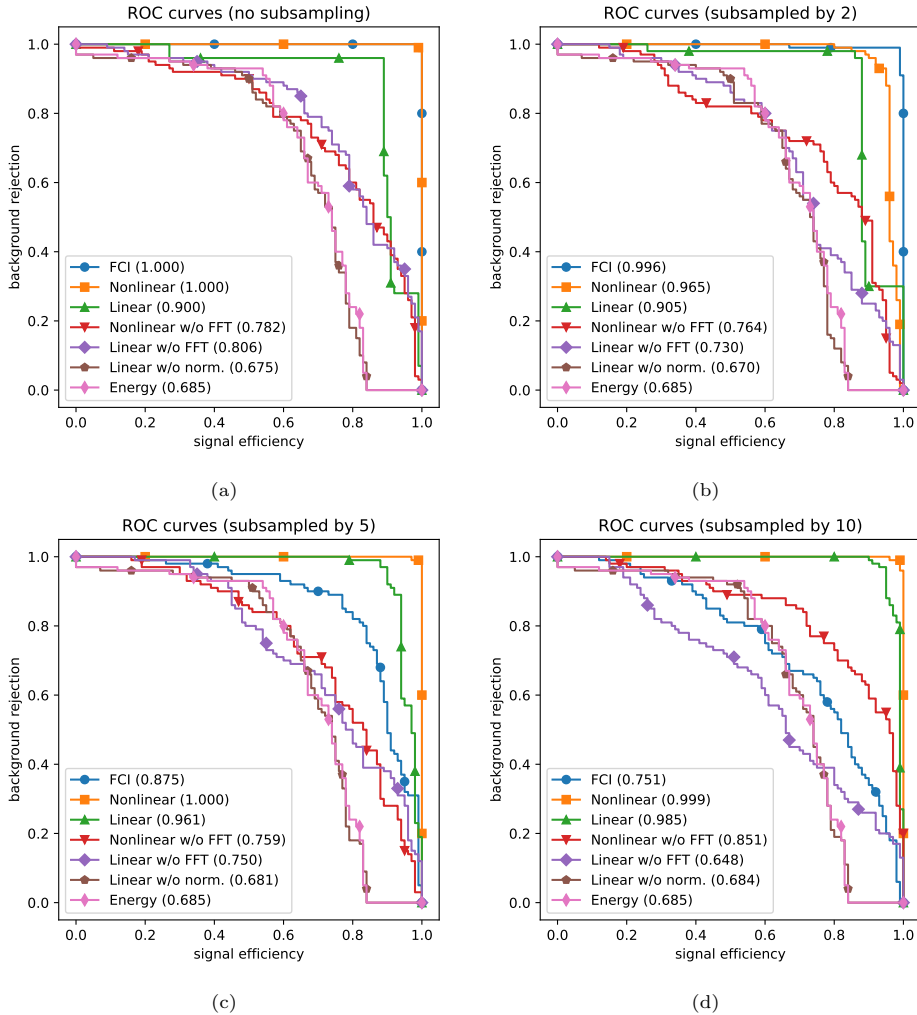 ROC curves (no subsampling)
1.0
0.8
0.6
0.4
0.2
0.0
background rejection
FCI (1.000)
Nonlinear (1.000)
Linear (0.900)
Nonlinear w/o FFT (0.782)
Linear w/o FFT (0.806)
Linear w/o norm. (0.675)
Energy (0.685)
0.0 0.2 0.4 0.6 0.8 1.0
signal efficiency
(a)
ROC curves (subsampled by 2)
1.0
0.8
0.6
0.4
0.2
0.0
background rejection
FCI (0.996)
Nonlinear (0.965)
Linear (0.905)
Nonlinear w/o FFT (0.764)
Linear w/o FFT (0.730)
Linear w/o norm. (0.670)
Energy (0.685)
0.0 0.2 0.4 0.6 0.8 1.0
signal efficiency
(b)
ROC curves (subsampled by 5)
1.0
0.8
0.6
0.4
0.2
0.0
background rejection
FCI (0.875)
Nonlinear (1.000)
Linear (0.961)
Nonlinear w/o FFT (0.759)
Linear w/o FFT (0.750)
Linear w/o norm. (0.681)
Energy (0.685)
0.0 0.2 0.4 0.6 0.8 1.0
signal efficiency
(c)
ROC curves (subsampled by 10)
1.0
0.8
0.6
0.4
0.2
0.0
background rejection
FCI (0.751)
Nonlinear (0.999)
Linear (0.985)
Nonlinear w/o FFT (0.851)
Linear w/o FFT (0.648)
Linear w/o norm. (0.684)
Energy (0.685)
0.0 0.2 0.4 0.6 0.8 1.0
signal efficiency
(d)